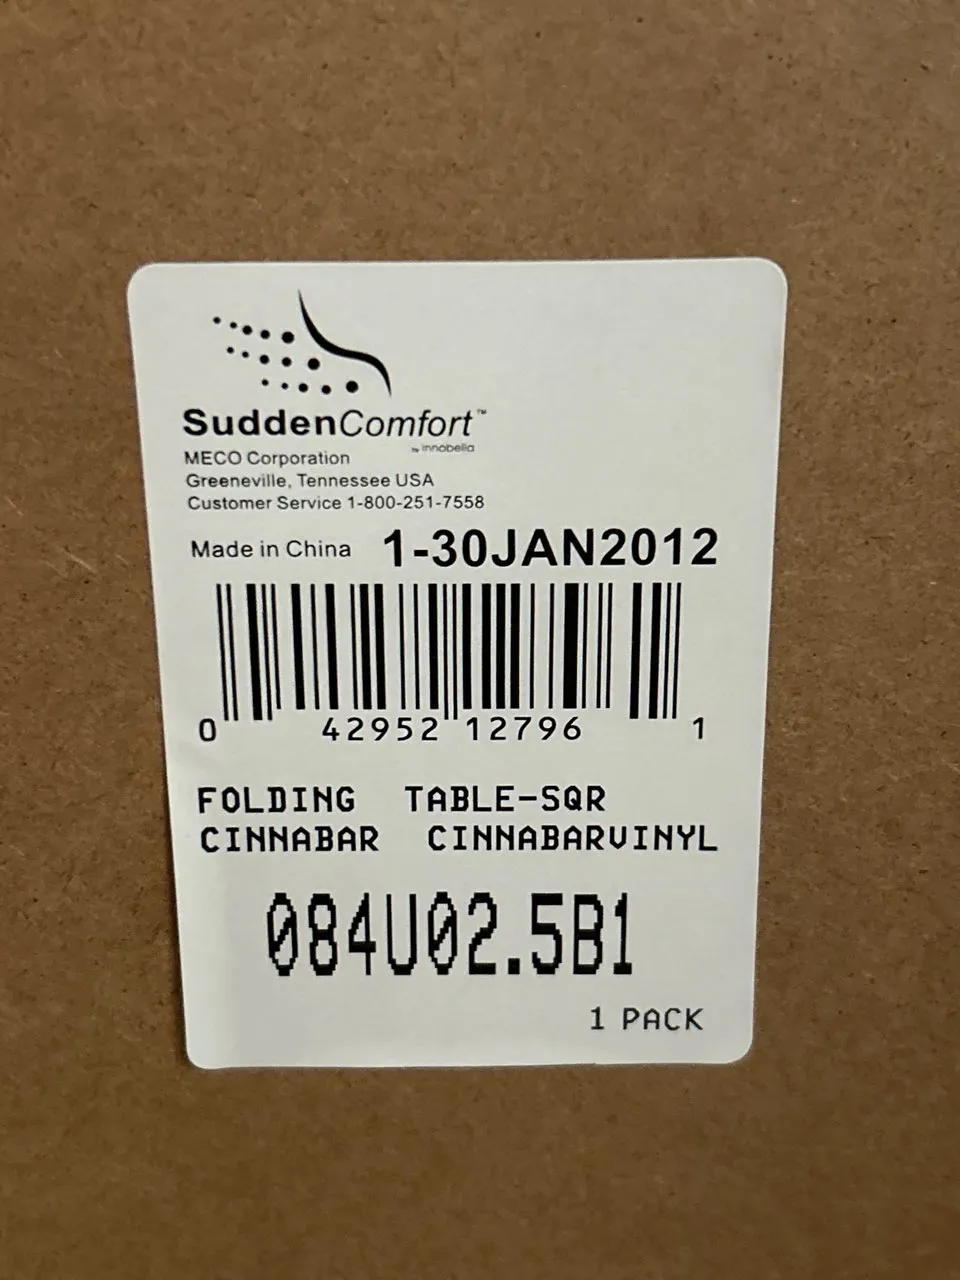 SuddenComfort™
by innobella
MECO Corporation
Greeneville, Tennessee USA
Customer Service 1-800-251-7558
Made in China 1-30JAN2012
0 42952 12796 1
FOLDING TABLE-SQR
CINNABAR CINNABARVINYL
084U02.5B1
1 PACK